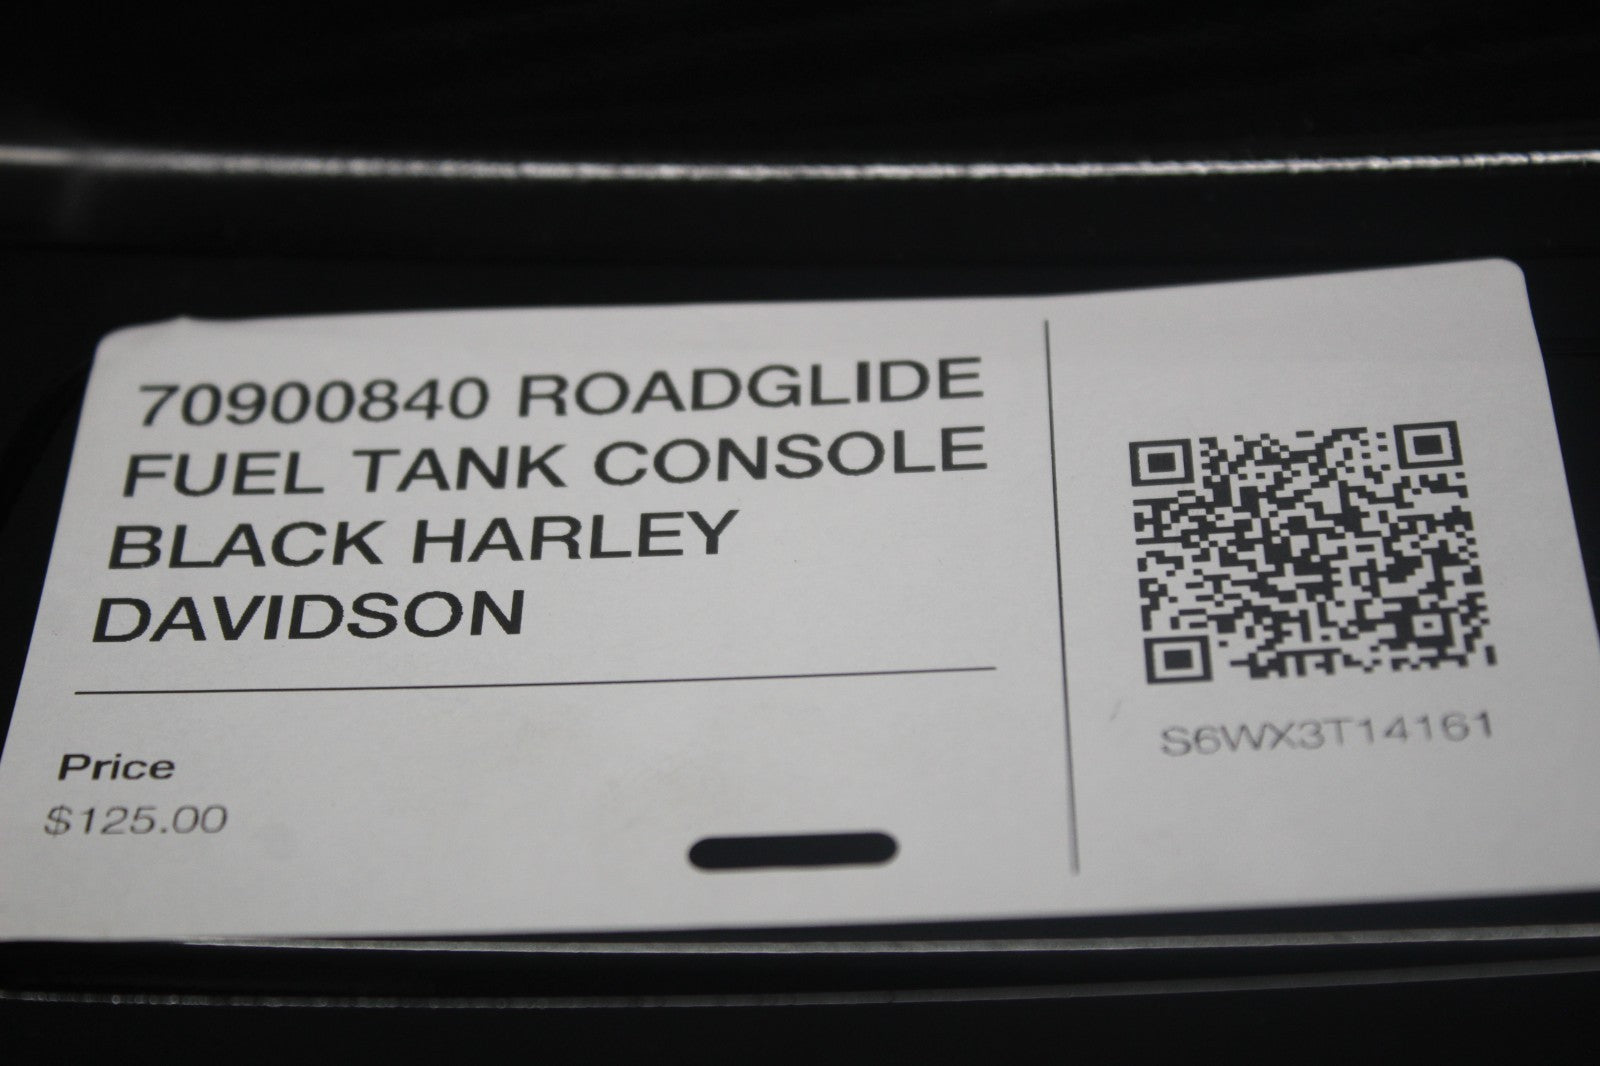 70900840 ROADGLIDE
FUEL TANK CONSOLE
BLACK HARLEY
DAVIDSON
Price
$125.00
S6WX3T14161